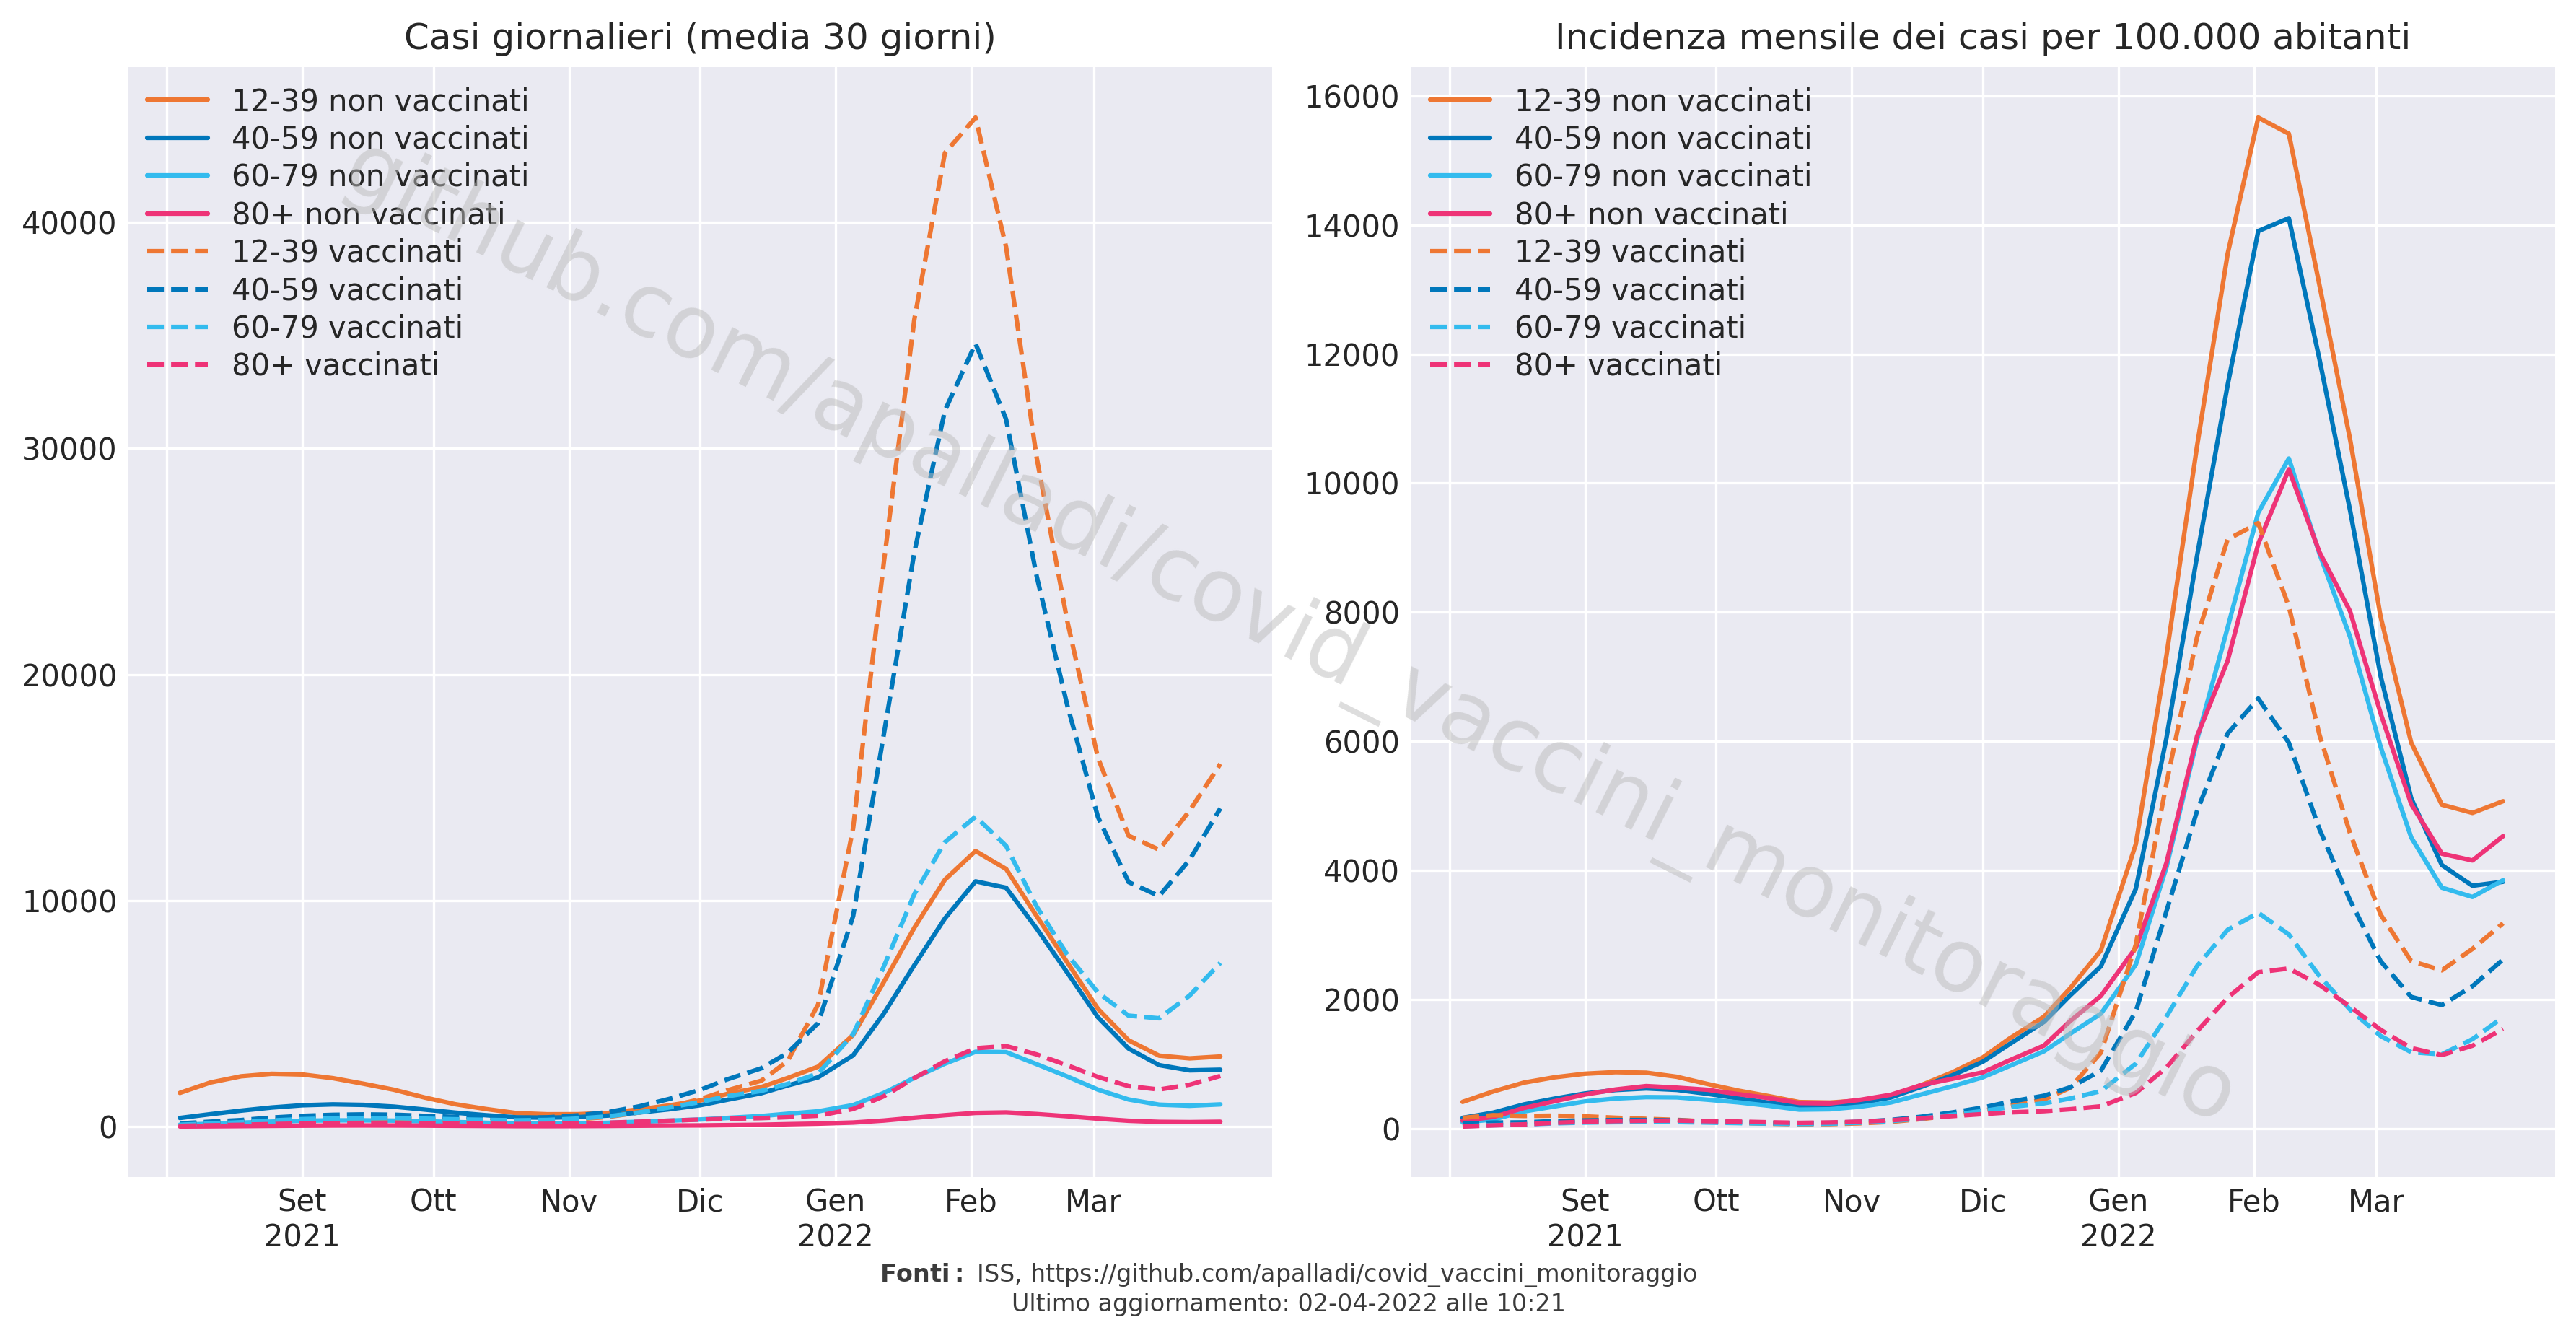 Casi giornalieri (media 30 giorni)
12-39 non vaccinati
40-59 non vaccinati
60-79 non vaccinati
80+ non vaccinati
12-39 vaccinati
40-59 vaccinati
60-79 vaccinati
80+ vaccinati
40000
30000
20000
10000
0
Set Ott Nov Dic Gen Feb Mar
2021 2022
Incidenza mensile dei casi per 100.000 abitanti
12-39 non vaccinati
40-59 non vaccinati
60-79 non vaccinati
80+ non vaccinati
12-39 vaccinati
40-59 vaccinati
60-79 vaccinati
80+ vaccinati
16000
14000
12000
10000
8000
6000
4000
2000
0
Set Ott Nov Dic Gen Feb Mar
2021 2022
github.com/apalladi/covid_vaccini_monitoraggio
Fonti: ISS, https://github.com/apalladi/covid_vaccini_monitoraggio
Ultimo aggiornamento: 02-04-2022 alle 10:21